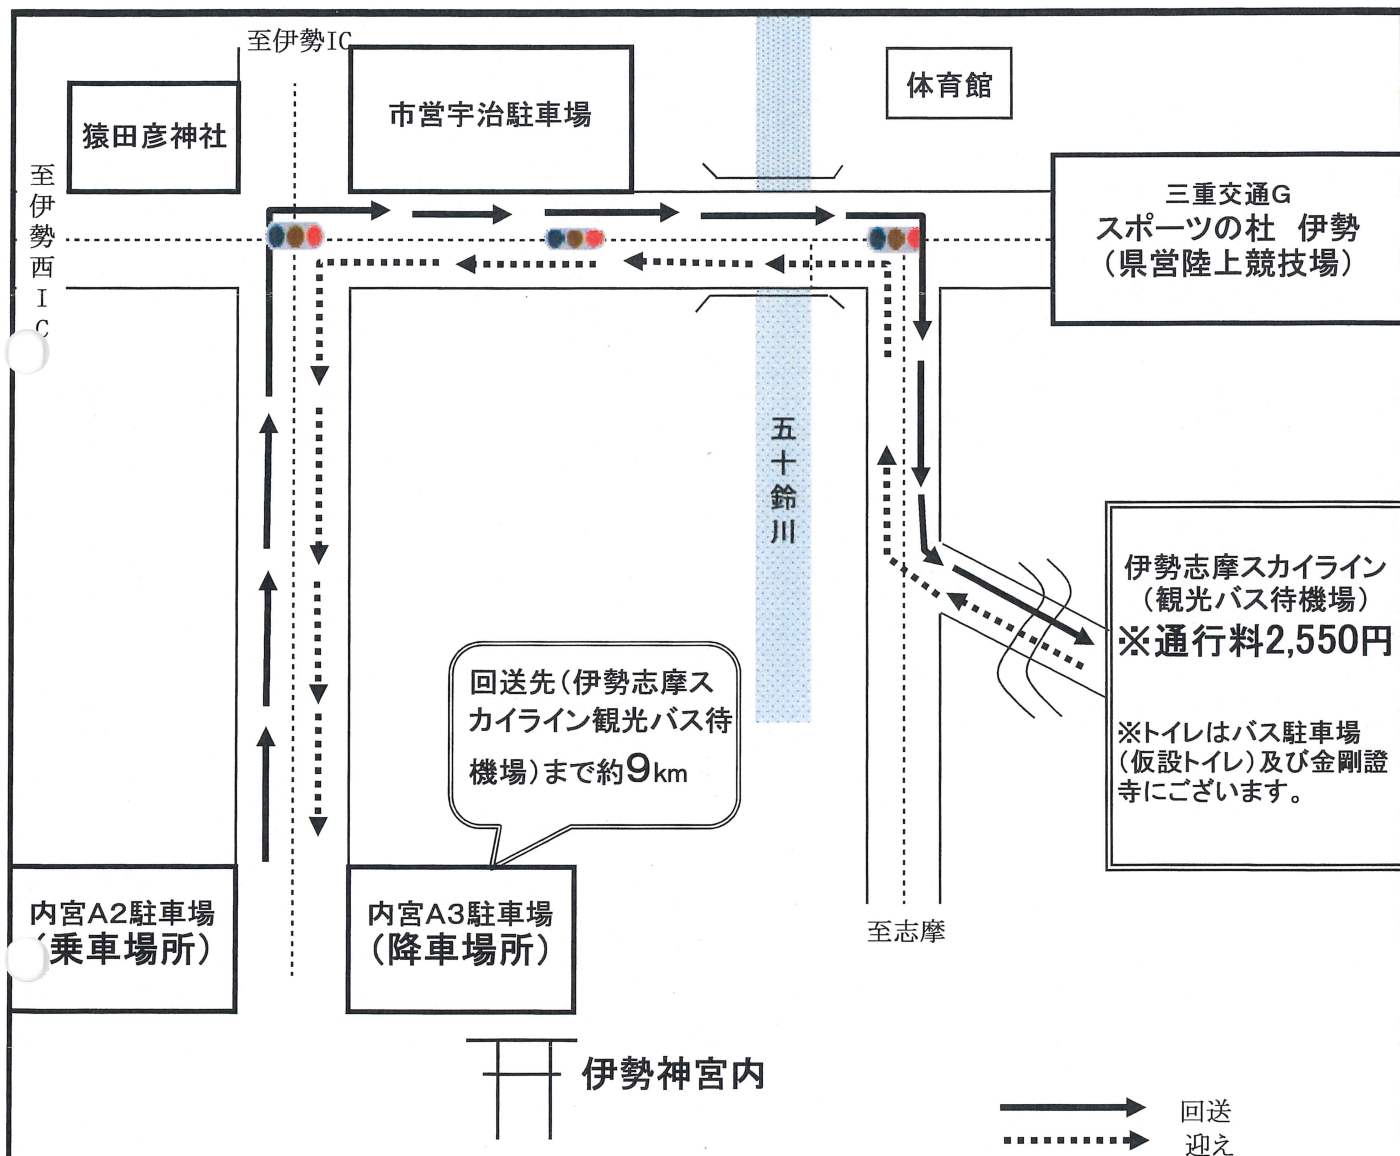 至伊勢IC
猿田彦神社
市営宇治駐車場
体育館
至伊勢西IC
三重交通G
スポーツの杜 伊勢
(県営陸上競技場)
五十鈴川
伊勢志摩スカイライン
(観光バス待機場)
※通行料2,550円
※トイレはバス駐車場
(仮設トイレ)及び金剛證
寺にございます。
回送先(伊勢志摩ス
カイライン観光バス待
機場)まで約9km
内宮A2駐車場
(乗車場所)
内宮A3駐車場
(降車場所)
至志摩
伊勢神宮内
回送
迎え